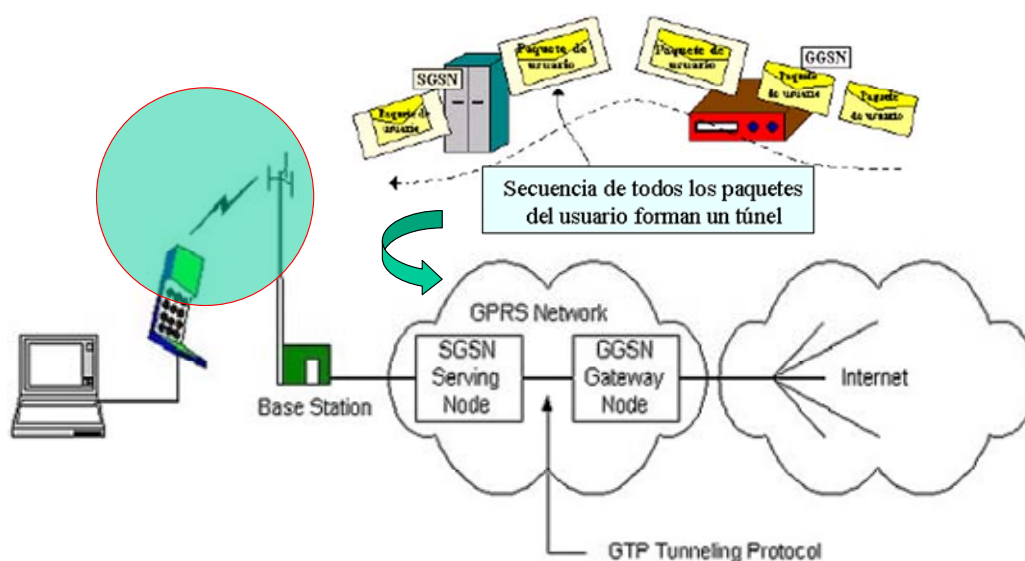 Paquete de
usuario
SGSN
Paquete de
usuario
Paquete de
usuario
GGSN
Paquete
de usuario
Paquete
de usuario
Secuencia de todos los paquetes
del usuario forman un túnel
GPRS Network
SGSN
Serving
Node
GGSN
Gateway
Node
Internet
Base Station
GTP Tunneling Protocol